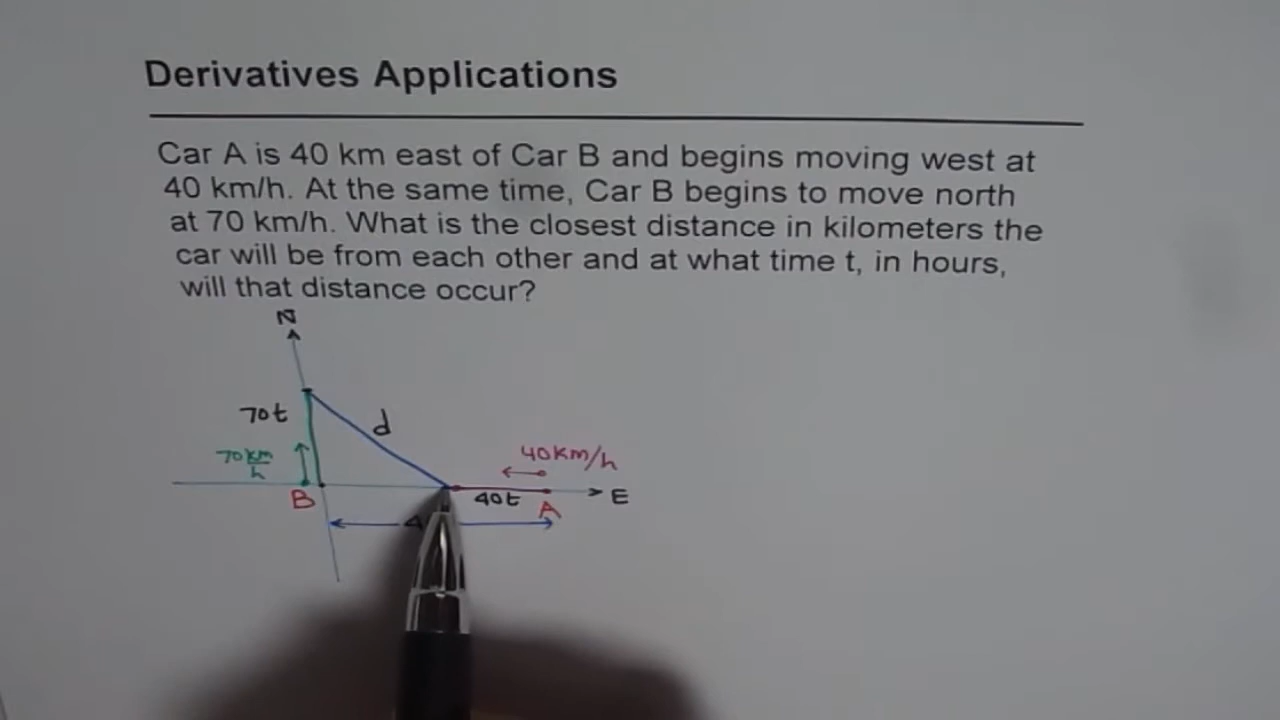 Derivatives Applications
Car A is 40 km east of Car B and begins moving west at
40 km/h. At the same time, Car B begins to move north
at 70 km/h. What is the closest distance in kilometers the
car will be from each other and at what time t, in hours,
will that distance occur?
N
70t
d
70 km/h
40km/h
B
40t
A
E